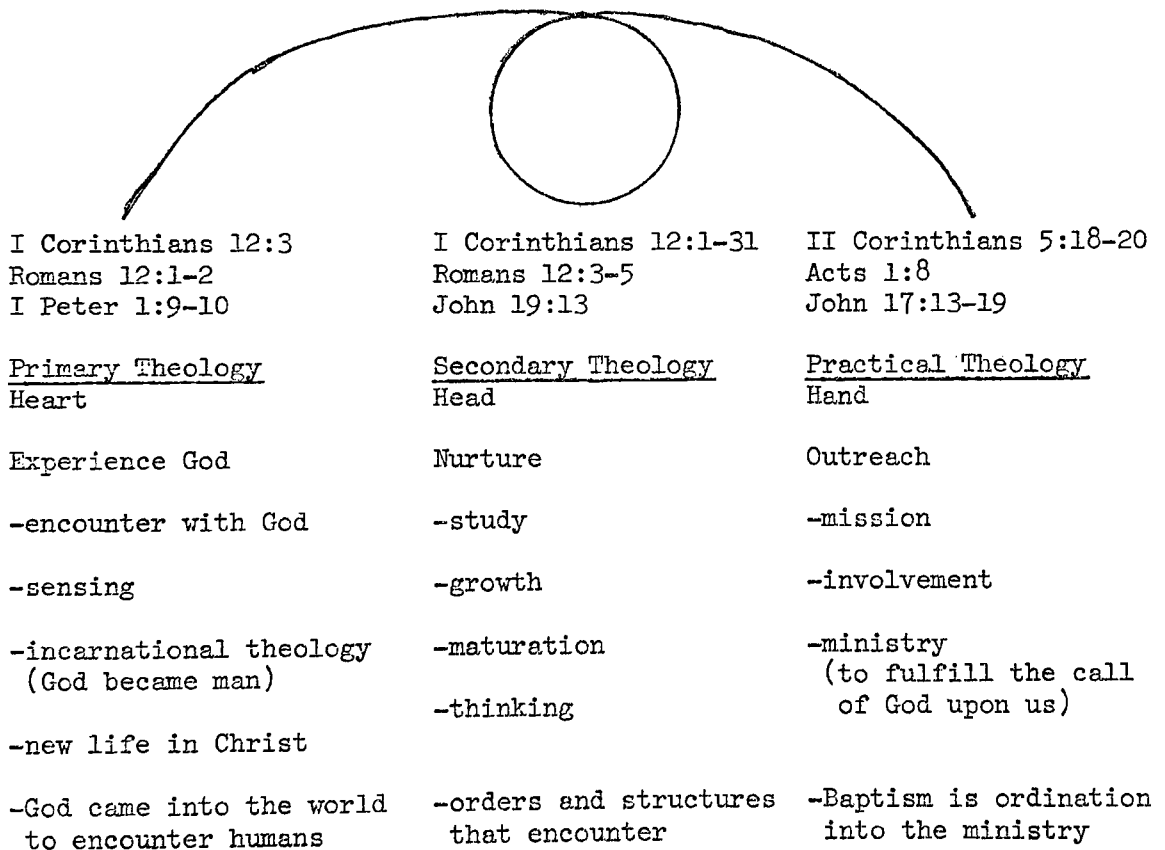 I Corinthians 12:3
Romans 12:1-2
I Peter 1:9-10
Primary Theology
Heart
Experience God
-encounter with God
-sensing
-incarnational theology
(God became man)
-new life in Christ
-God came into the world
to encounter humans
I Corinthians 12:1-31
Romans 12:3-5
John 19:13
Secondary Theology
Head
Nurture
-study
-growth
-maturation
-thinking
-orders and structures
that encounter
II Corinthians 5:18-20
Acts 1:8
John 17:13-19
Practical Theology
Hand
Outreach
-mission
-involvement
-ministry
(to fulfill the call
of God upon us)
-Baptism is ordination
into the ministry